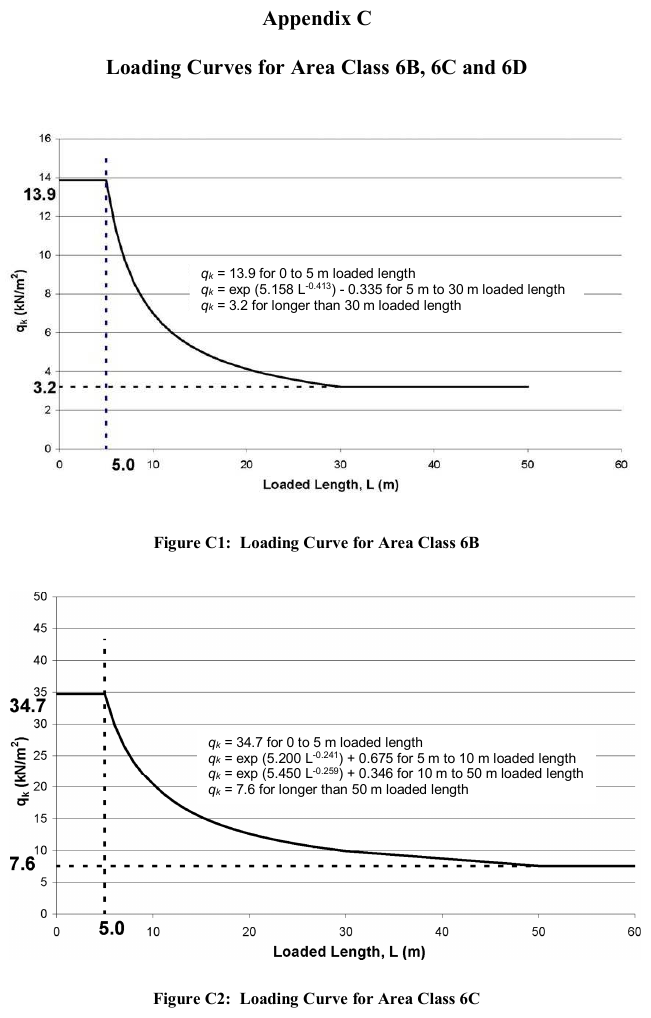 Appendix C
Loading Curves for Area Class 6B, 6C and 6D
16
14
13.9
12
10
8
6
4
3.2
2
0
qk (kN/m²)
qk = 13.9 for 0 to 5 m loaded length
qk = exp (5.158 L-0.413) - 0.335 for 5 m to 30 m loaded length
qk = 3.2 for longer than 30 m loaded length
0 5.0 10 20 30 40 50 60
Loaded Length, L (m)
Figure C1: Loading Curve for Area Class 6B
50
45
40
35
34.7
30
25
20
15
10
7.6
5
0
qk (kN/m²)
qk = 34.7 for 0 to 5 m loaded length
qk = exp (5.200 L-0.241) + 0.675 for 5 m to 10 m loaded length
qk = exp (5.450 L-0.259) + 0.346 for 10 m to 50 m loaded length
qk = 7.6 for longer than 50 m loaded length
0 5.0 10 20 30 40 50 60
Loaded Length, L (m)
Figure C2: Loading Curve for Area Class 6C